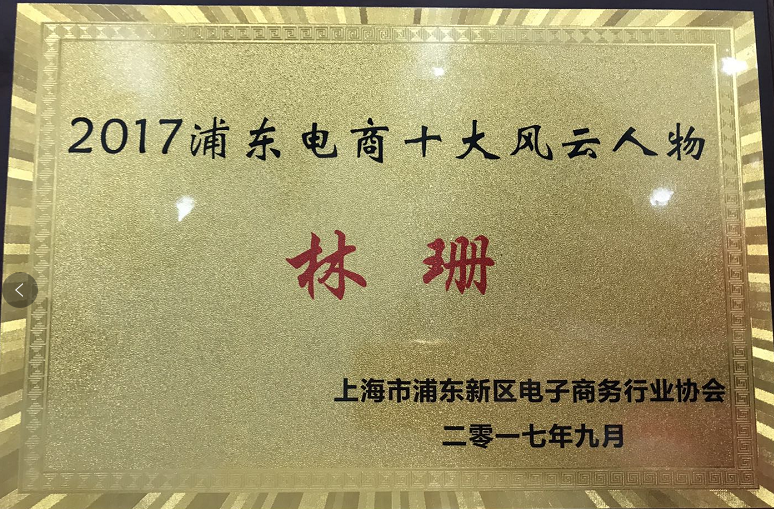 2017浦东电商十大风云人物
林珊
上海市浦东新区电子商务行业协会
二零一七年九月